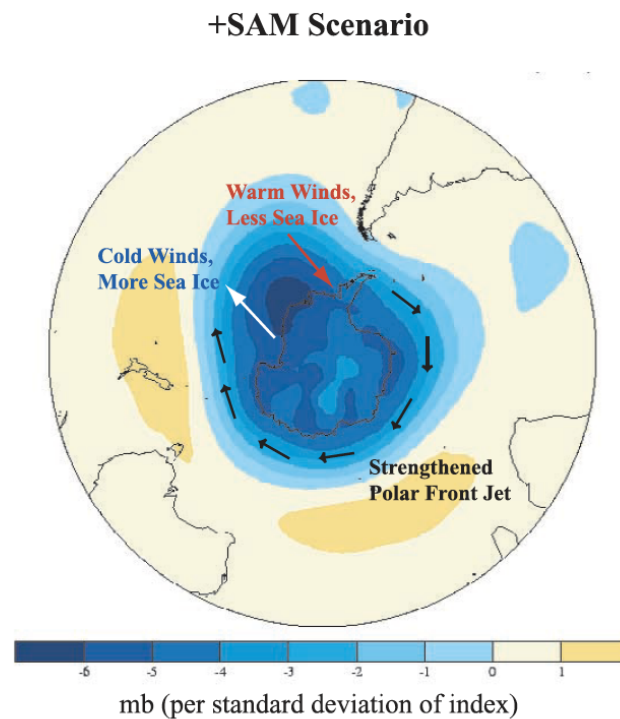 +SAM Scenario
Warm Winds,
Less Sea Ice
Cold Winds,
More Sea Ice
Strengthened
Polar Front Jet
-6 -5 -4 -3 -2 -1 0 1
mb (per standard deviation of index)